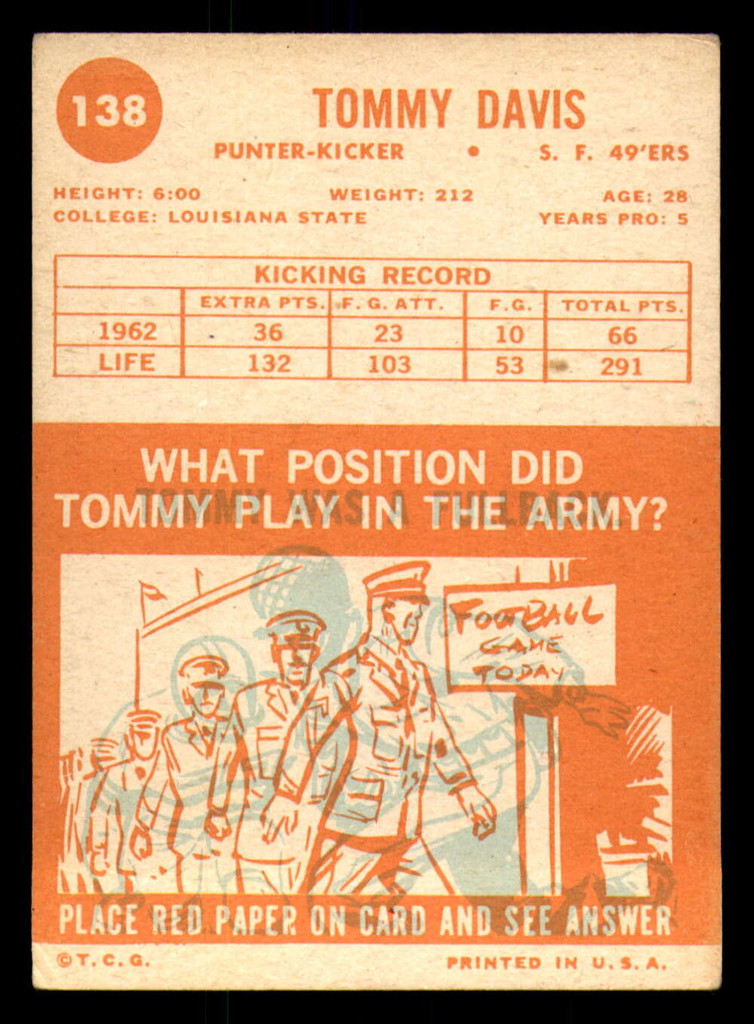 138
TOMMY DAVIS
PUNTER-KICKER • S. F. 49'ERS
HEIGHT: 6:00 WEIGHT: 212 AGE: 28
COLLEGE: LOUISIANA STATE YEARS PRO: 5
KICKING RECORD
EXTRA PTS. F. G. ATT. F. G. TOTAL PTS.
1962 36 23 10 66
LIFE 132 103 53 291
WHAT POSITION DID
TOMMY PLAY IN THE ARMY?
TOMMY WAS A FULLBACK.
FOOTBALL
GAME
TODAY
PLACE RED PAPER ON CARD AND SEE ANSWER
© T. C. G. PRINTED IN U. S. A.